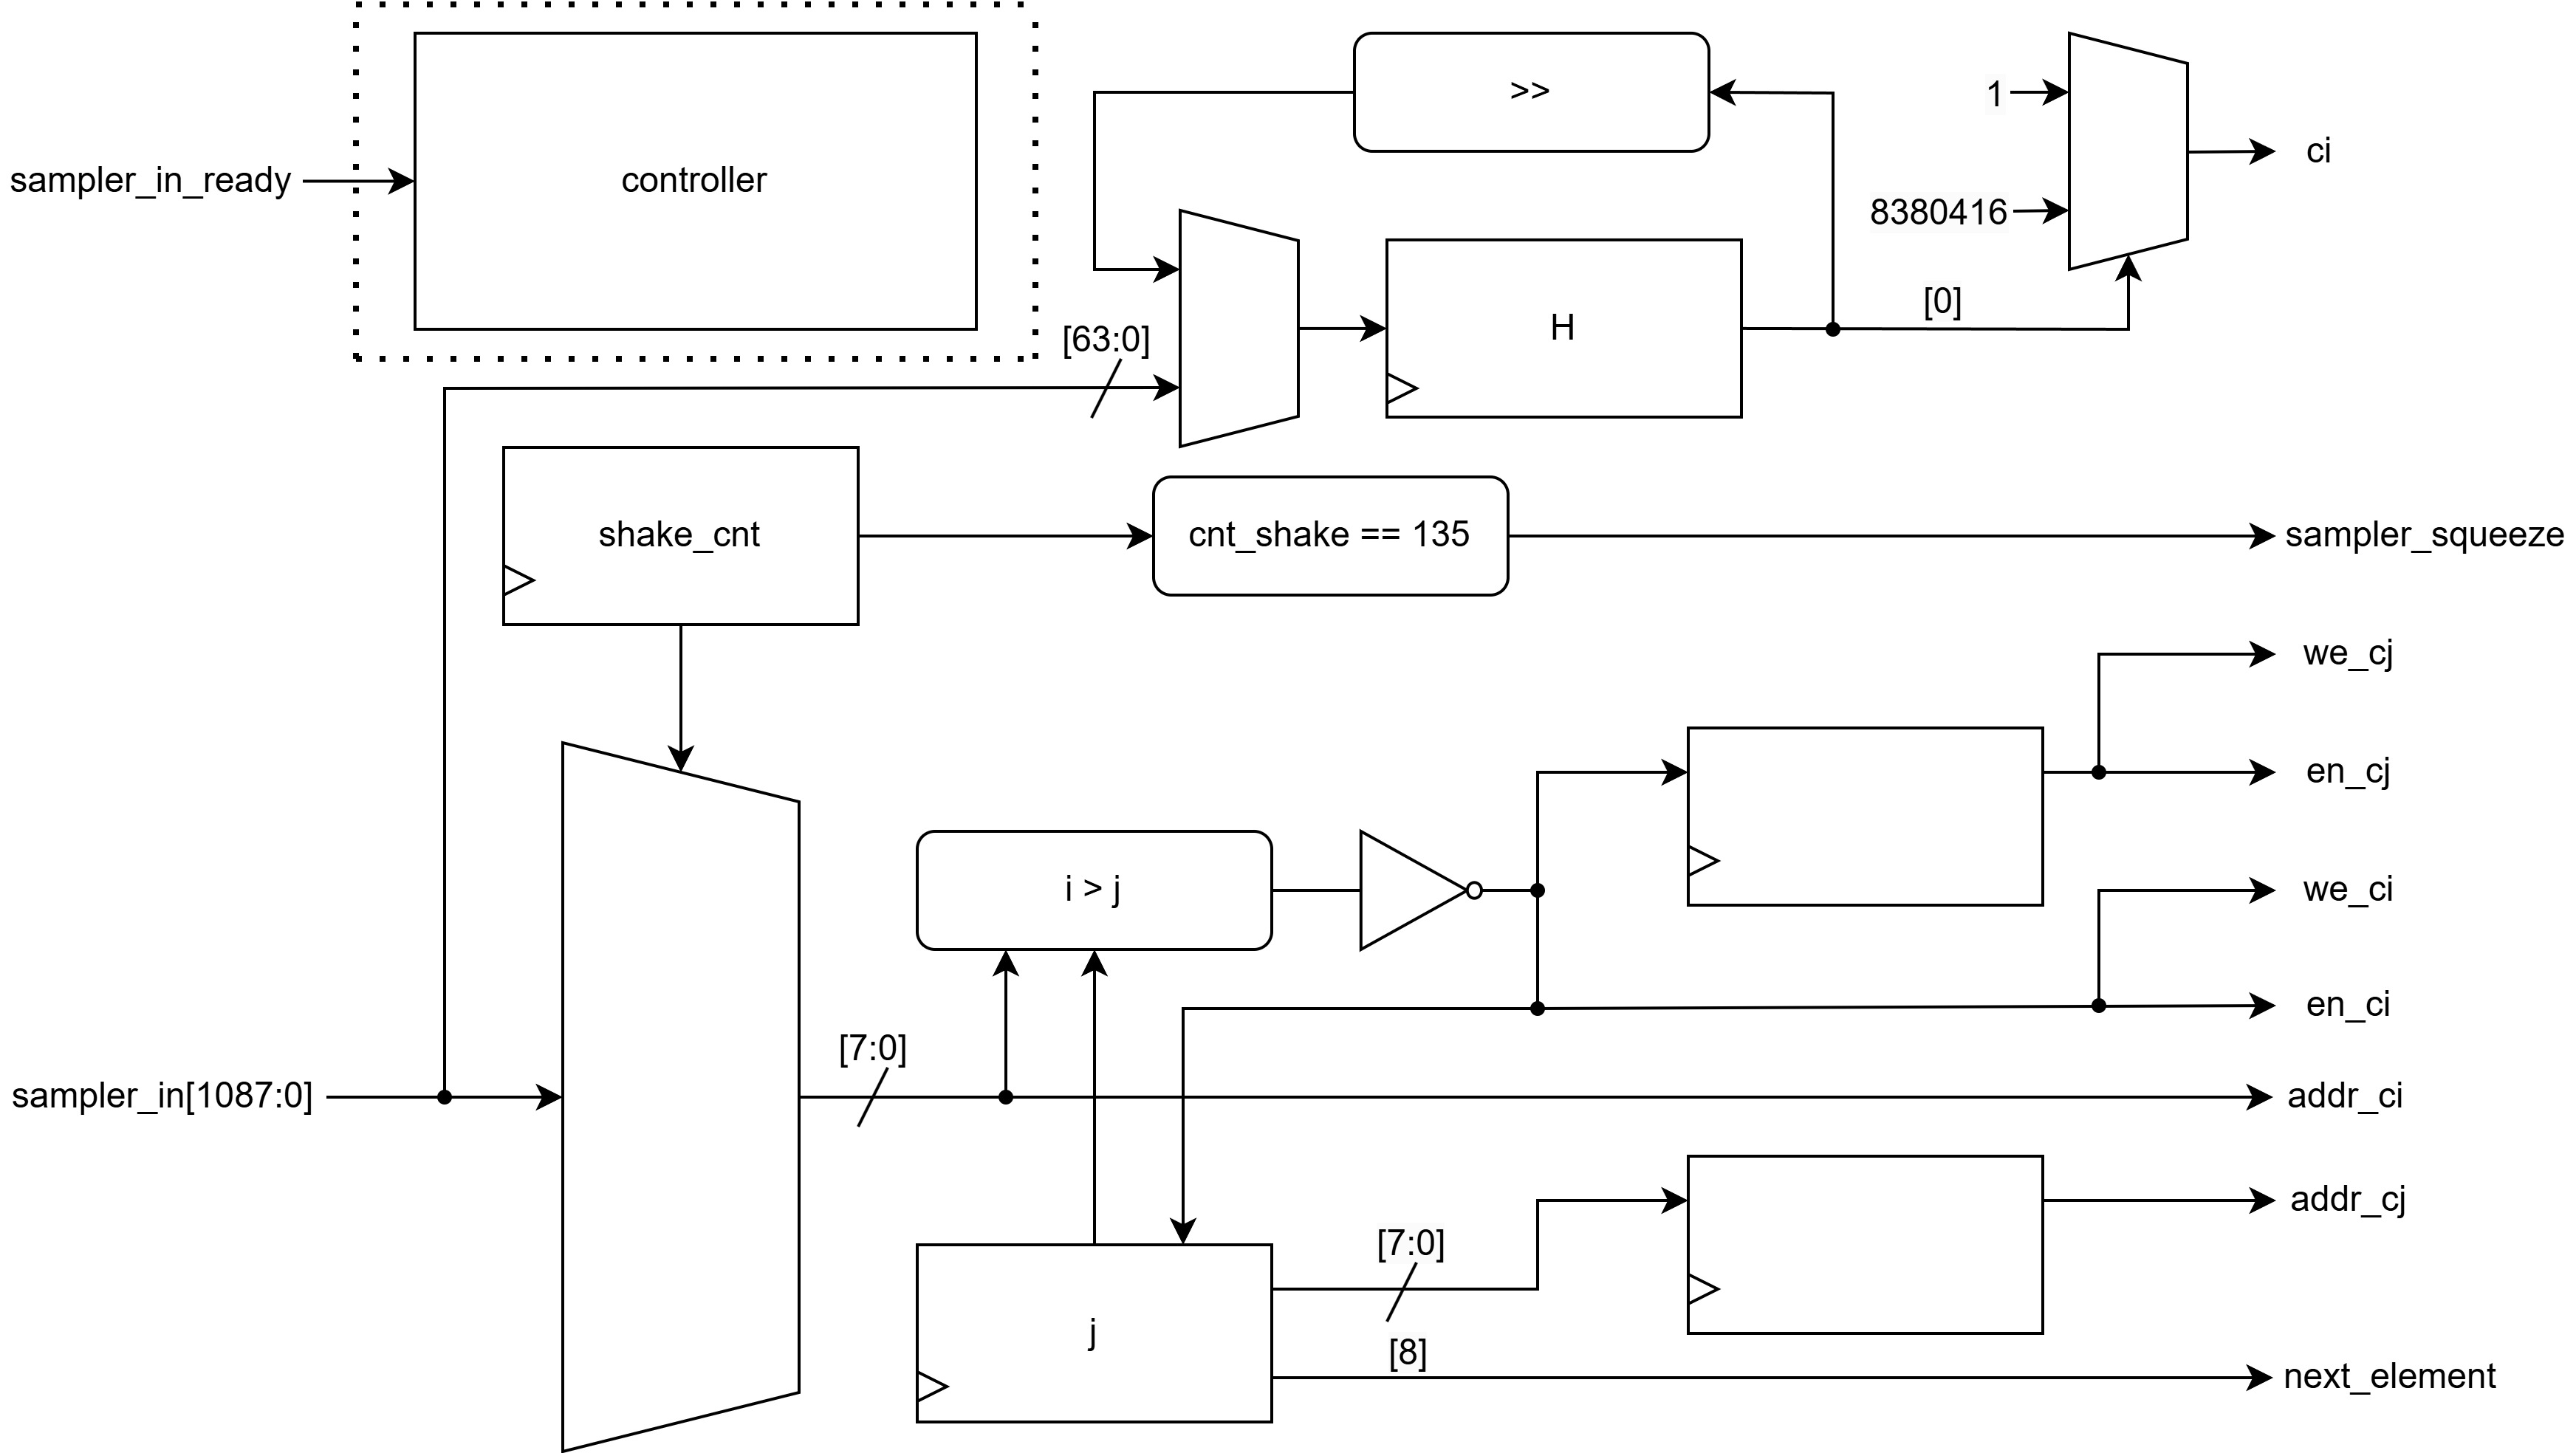 >>
1
ci
sampler_in_ready
controller
8380416
[0]
H
[63:0]
shake_cnt
cnt_shake == 135
sampler_squeeze
we_cj
en_cj
i > j
we_ci
en_ci
[7:0]
sampler_in[1087:0]
addr_ci
addr_cj
[7:0]
j
[8]
next_element